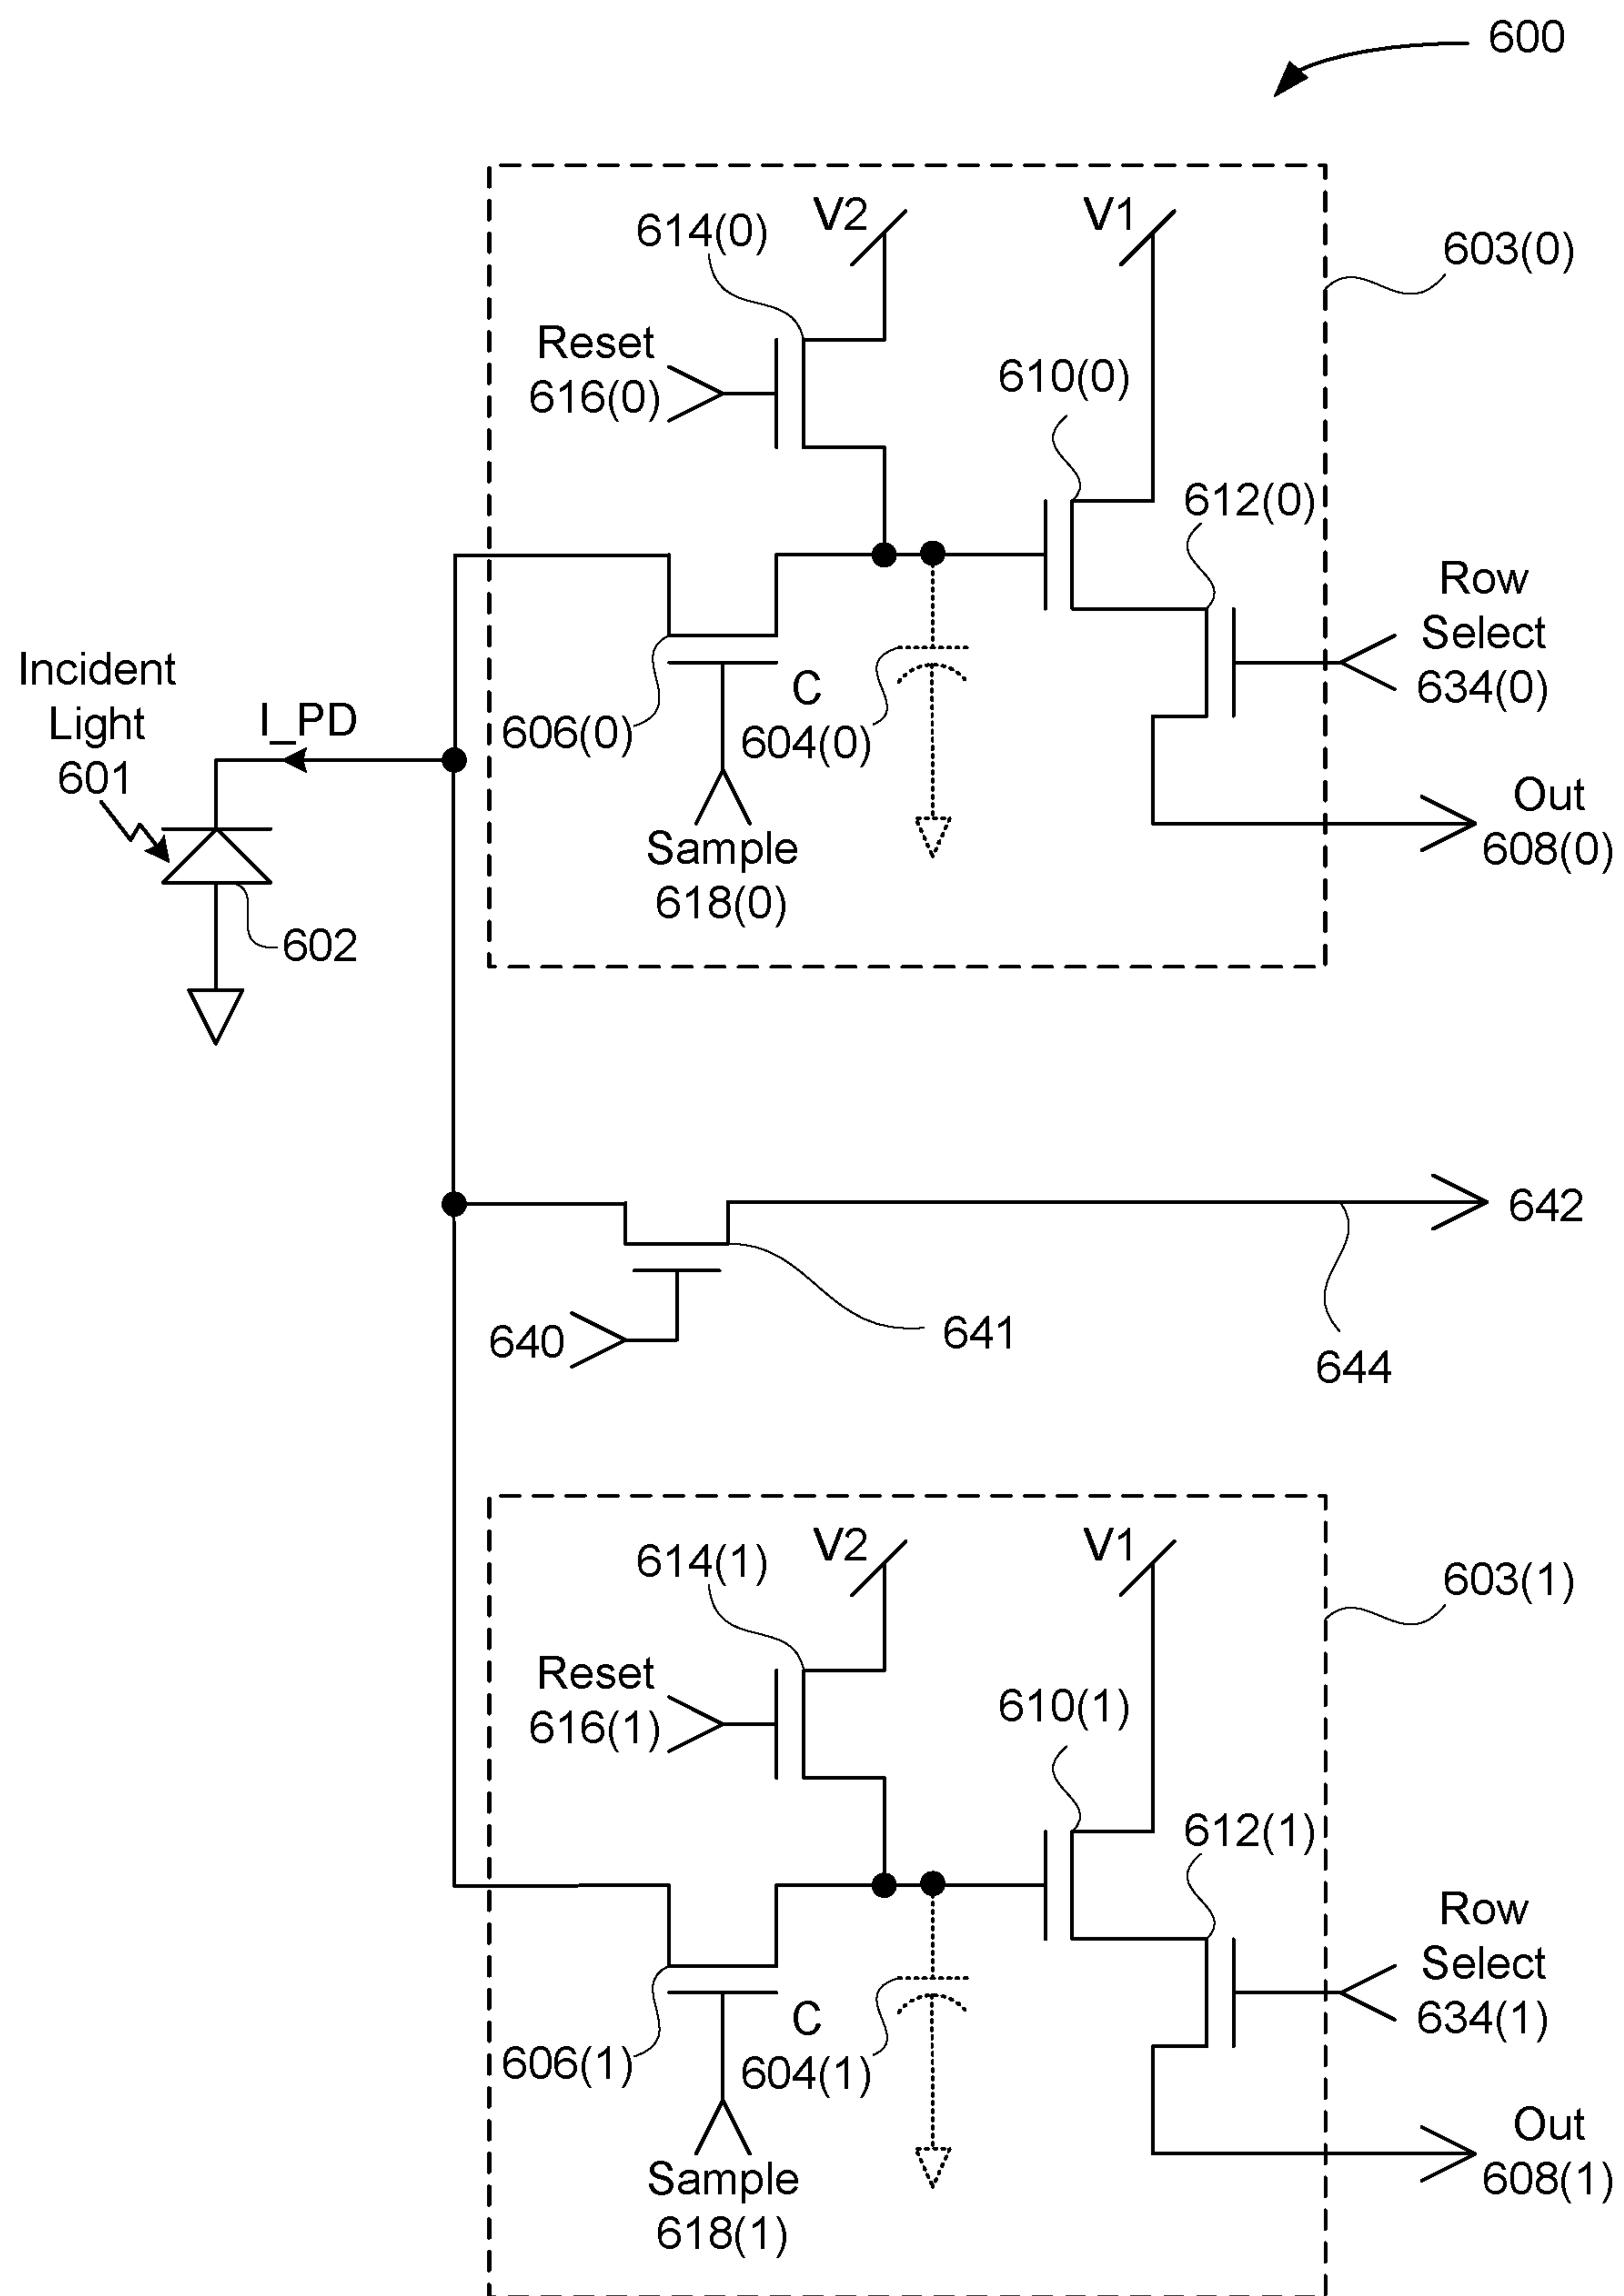 600
V2
V1
614(0)
603(0)
Reset
616(0)
610(0)
612(0)
Row
Select
634(0)
Incident
Light
601
I_PD
606(0)
C
604(0)
Out
608(0)
Sample
618(0)
602
642
640
641
644
V2
V1
614(1)
603(1)
Reset
616(1)
610(1)
612(1)
Row
Select
634(1)
606(1)
C
604(1)
Out
608(1)
Sample
618(1)